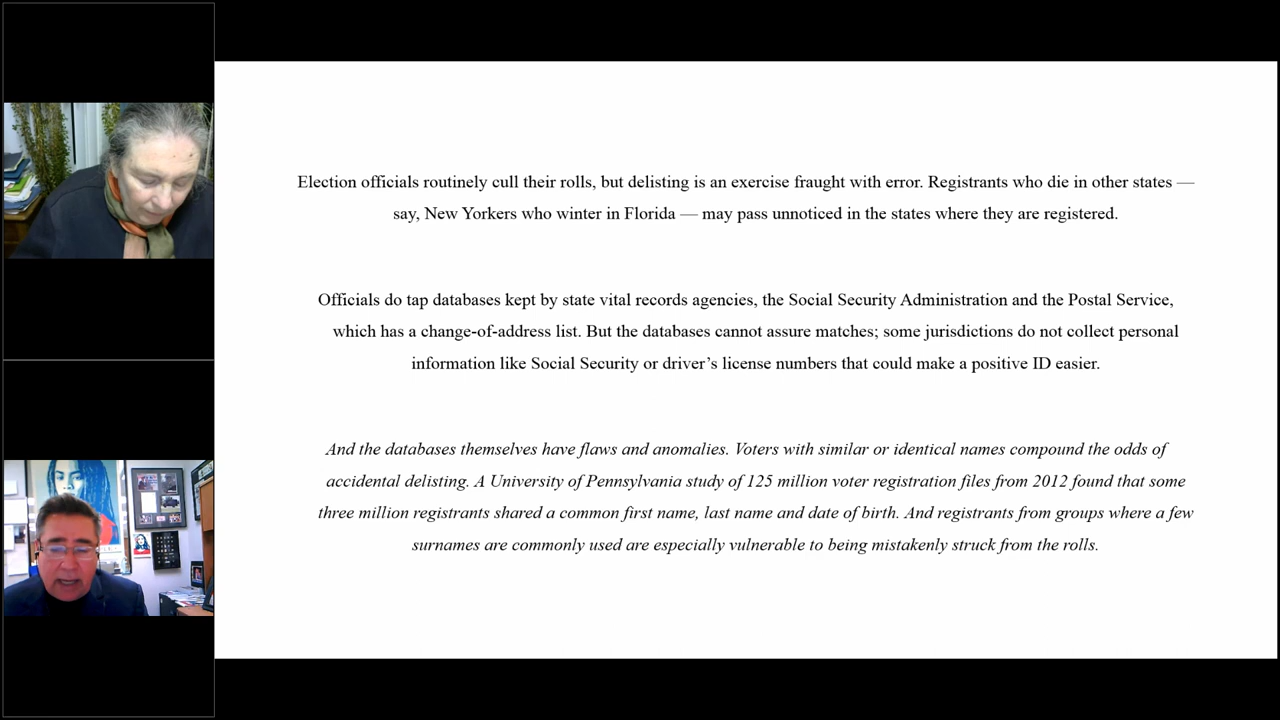 Election officials routinely cull their rolls, but delisting is an exercise fraught with error. Registrants who die in other states —
say, New Yorkers who winter in Florida — may pass unnoticed in the states where they are registered.
Officials do tap databases kept by state vital records agencies, the Social Security Administration and the Postal Service,
which has a change-of-address list. But the databases cannot assure matches; some jurisdictions do not collect personal
information like Social Security or driver’s license numbers that could make a positive ID easier.
And the databases themselves have flaws and anomalies. Voters with similar or identical names compound the odds of
accidental delisting. A University of Pennsylvania study of 125 million voter registration files from 2012 found that some
three million registrants shared a common first name, last name and date of birth. And registrants from groups where a few
surnames are commonly used are especially vulnerable to being mistakenly struck from the rolls.